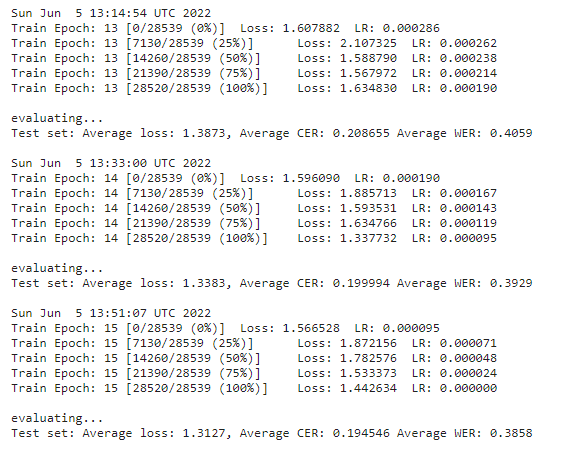 Sun Jun  5 13:14:54 UTC 2022
Train Epoch: 13 [0/28539 (0%)]  Loss: 1.607882  LR: 0.000286
Train Epoch: 13 [7130/28539 (25%)]      Loss: 2.107325  LR: 0.000262
Train Epoch: 13 [14260/28539 (50%)]     Loss: 1.588790  LR: 0.000238
Train Epoch: 13 [21390/28539 (75%)]     Loss: 1.567972  LR: 0.000214
Train Epoch: 13 [28520/28539 (100%)]    Loss: 1.634830  LR: 0.000190

evaluating...
Test set: Average loss: 1.3873, Average CER: 0.208655 Average WER: 0.4059

Sun Jun  5 13:33:00 UTC 2022
Train Epoch: 14 [0/28539 (0%)]  Loss: 1.596090  LR: 0.000190
Train Epoch: 14 [7130/28539 (25%)]      Loss: 1.885713  LR: 0.000167
Train Epoch: 14 [14260/28539 (50%)]     Loss: 1.593531  LR: 0.000143
Train Epoch: 14 [21390/28539 (75%)]     Loss: 1.634766  LR: 0.000119
Train Epoch: 14 [28520/28539 (100%)]    Loss: 1.337732  LR: 0.000095

evaluating...
Test set: Average loss: 1.3383, Average CER: 0.199994 Average WER: 0.3929

Sun Jun  5 13:51:07 UTC 2022
Train Epoch: 15 [0/28539 (0%)]  Loss: 1.566528  LR: 0.000095
Train Epoch: 15 [7130/28539 (25%)]      Loss: 1.872156  LR: 0.000071
Train Epoch: 15 [14260/28539 (50%)]     Loss: 1.782576  LR: 0.000048
Train Epoch: 15 [21390/28539 (75%)]     Loss: 1.533373  LR: 0.000024
Train Epoch: 15 [28520/28539 (100%)]    Loss: 1.442634  LR: 0.000000

evaluating...
Test set: Average loss: 1.3127, Average CER: 0.194546 Average WER: 0.3858